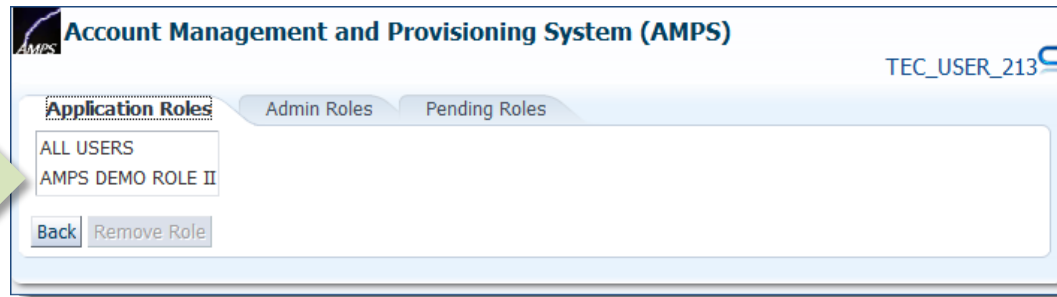 AMPS
Account Management and Provisioning System (AMPS)
TEC_USER_213
Application Roles Admin Roles Pending Roles
ALL USERS
AMPS DEMO ROLE II
Back Remove Role